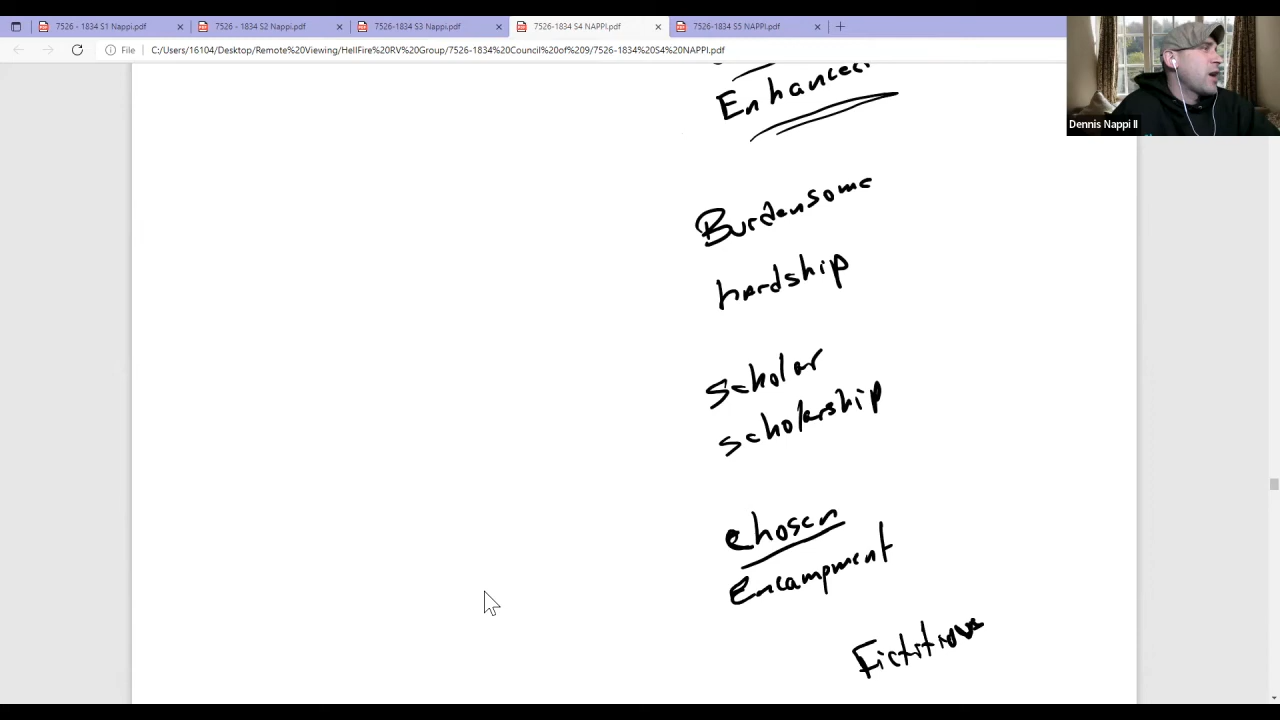 7526 - 1834 S1 Nappi.pdf
7526 - 1834 S2 Nappi.pdf
7526-1834 S3 Nappi.pdf
7526-1834 S4 NAPPI.pdf
7526-1834 S5 NAPPI.pdf
File C:/Users/16104/Desktop/Remote%20Viewing/HellFire%20RV%20Group/7526-1834%20Council%20of%209/7526-1834%20S4%20NAPPI.pdf
Dennis Nappi II
Enhanced
Burdensome
hardship
Scholar
scholarship
chosen
Encampment
Fictitious